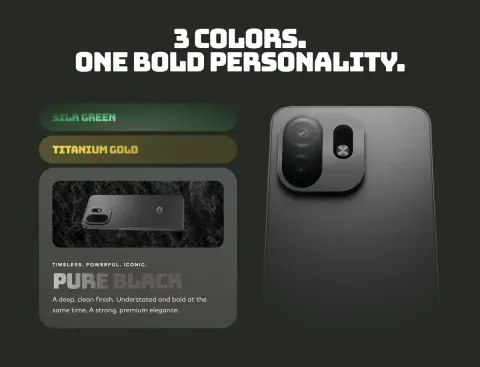 3 COLORS.
ONE BOLD PERSONALITY.
SILK GREEN
TITANIUM GOLD
TIMELESS. POWERFUL. ICONIC.
PURE BLACK
A deep, clean finish. Understated and bold at the
same time. A strong, premium elegance.